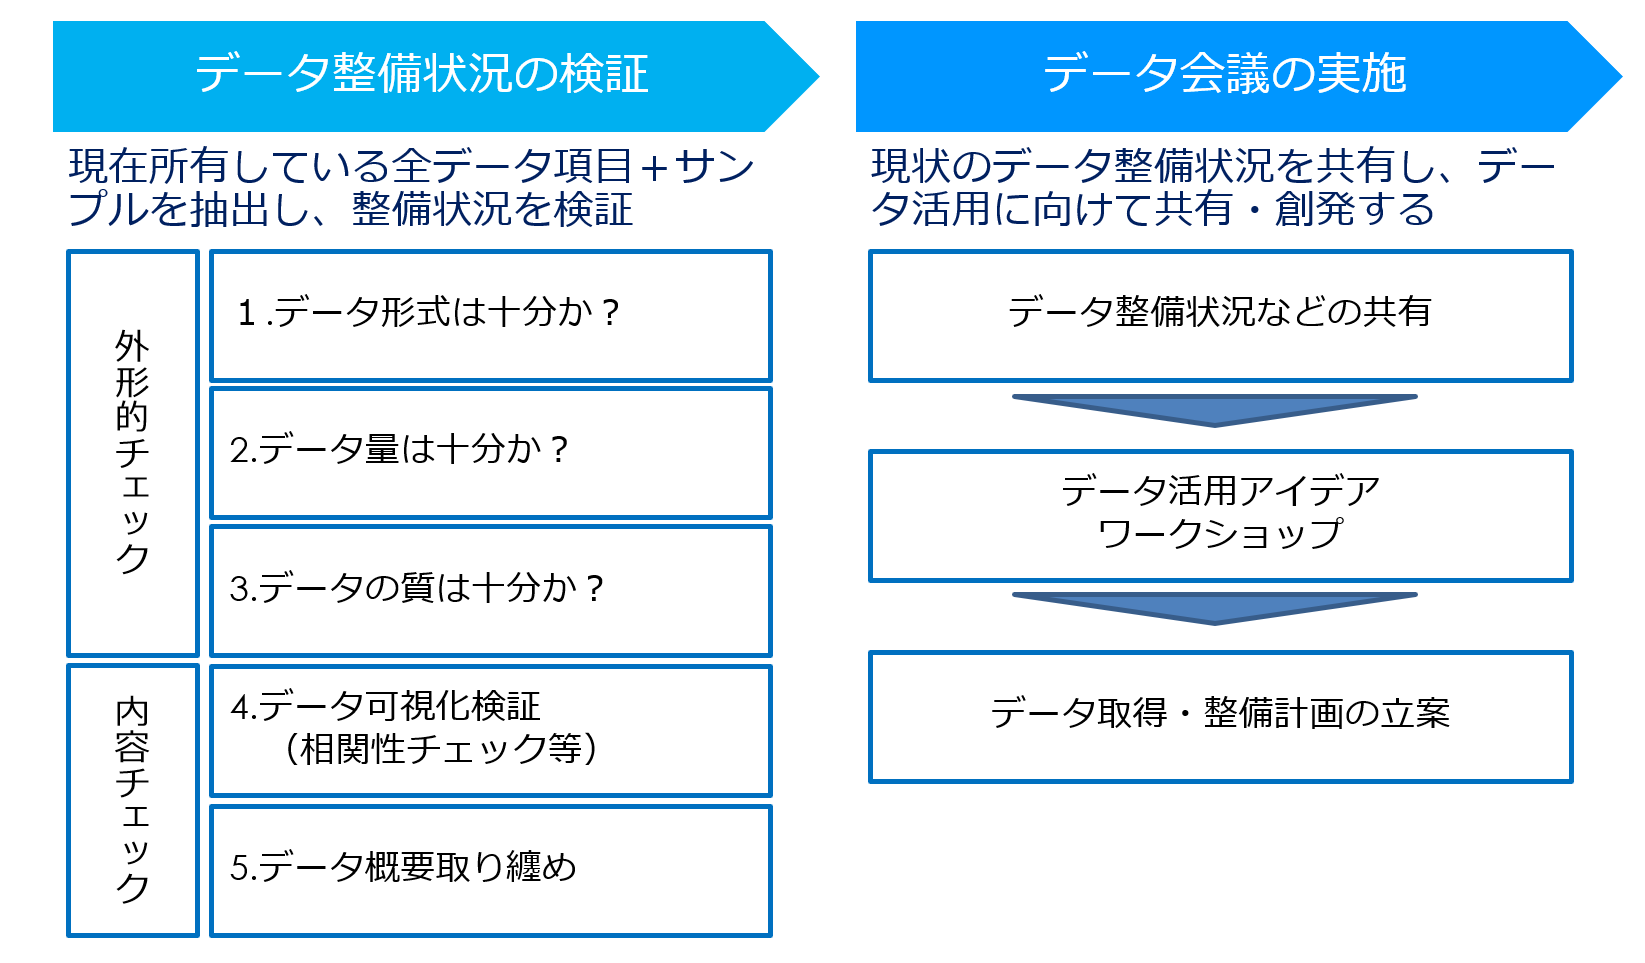 データ整備状況の検証
現在所有している全データ項目＋サン
プルを抽出し、整備状況を検証
外形的チェック
１.データ形式は十分か？
2.データ量は十分か？
3.データの質は十分か？
内容チェック
4.データ可視化検証
（相関性チェック等）
5.データ概要取り纏め
データ会議の実施
現状のデータ整備状況を共有し、デー
タ活用に向けて共有・創発する
データ整備状況などの共有
データ活用アイデア
ワークショップ
データ取得・整備計画の立案